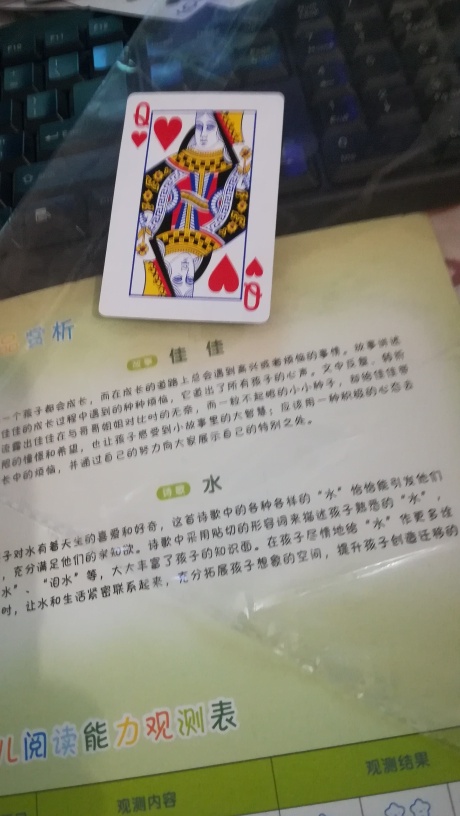 Q
赏析
故事 佳 佳
一个孩子都会成长，而在成长的道路上总会遇到高兴或者烦恼的事情。故事讲述
佳佳的成长过程中遇到的种种烦恼，它道出了所有孩子的心声。文中反复、转折
流露出佳佳在与哥哥姐姐对比时的无奈，而一粒不起眼的小小种子，却给佳佳带
限的憧憬和希望，也让孩子感受到小故事里的大智慧：应该用一种积极的心态去
长中的烦恼，并通过自己的努力向大家展示自己的特别之处。
诗歌 水
子对水有着天生的喜爱和好奇，这首诗歌中的各种各样的“水”恰恰能引发他们
，充分满足他们的求知欲。诗歌中采用贴切的形容词来描述孩子熟悉的“水”，
水”、“泪水”等，大大丰富了孩子的知识面。在孩子尽情地给“水”作更多诠
时，让水和生活紧密联系起来，充分拓展孩子想象的空间，提升孩子创造迁移的
儿阅读能力观测表
观测内容 观测结果
Q